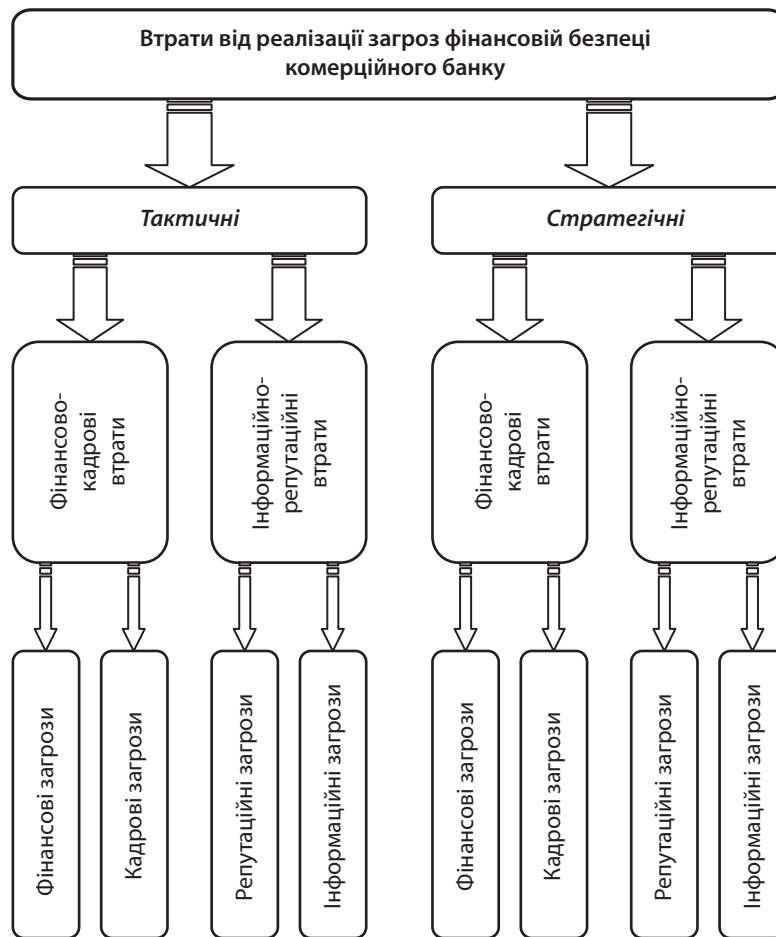 Втрати від реалізації загроз фінансовій безпеці
комерційного банку
Тактичні
Стратегічні
Фінансово-
кадрові
втрати
Інформаційно-
репутаційні
втрати
Фінансово-
кадрові
втрати
Інформаційно-
репутаційні
втрати
Фінансові загрози
Кадрові загрози
Репутаційні загрози
Інформаційні загрози
Фінансові загрози
Кадрові загрози
Репутаційні загрози
Інформаційні загрози